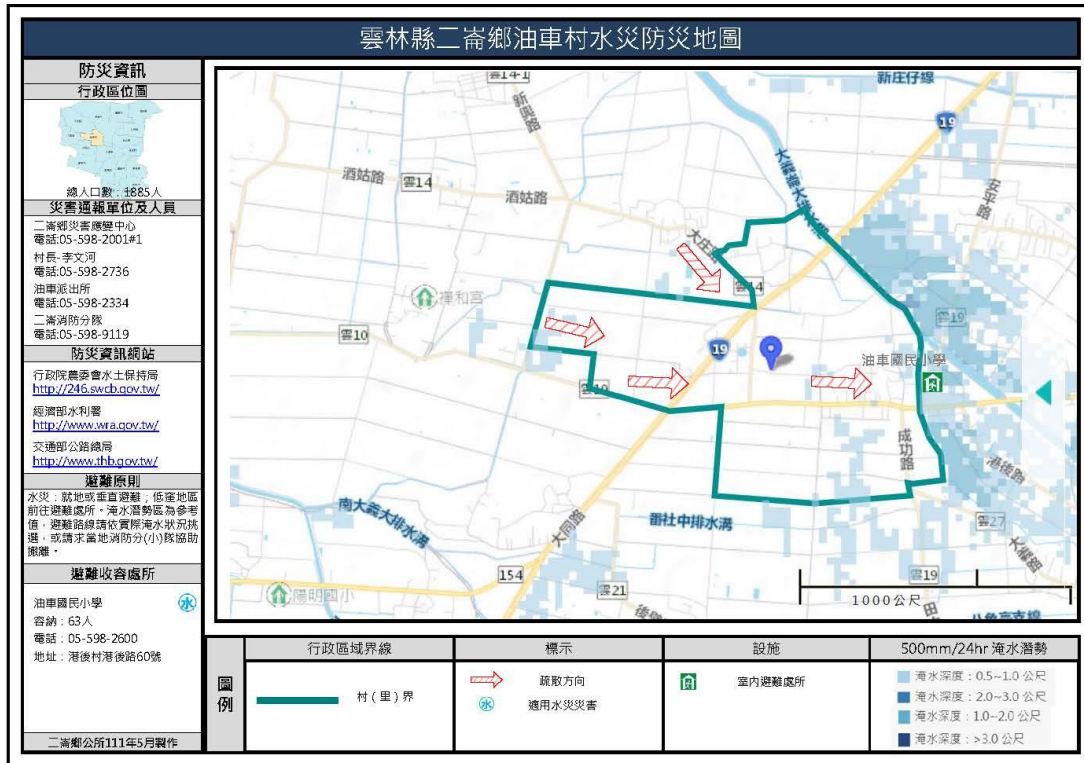 雲林縣二崙鄉油車村水災防災地圖
防災資訊
行政區位圖
總人口數：1885人
災害通報單位及人員
二崙鄉災害應變中心
電話:05-598-2001#1
村長-李文河
電話:05-598-2736
油車派出所
電話:05-598-2334
二崙消防分隊
電話:05-598-9119
防災資訊網站
行政院農委會水土保持局
http://246.swcb.gov.tw/
經濟部水利署
http://www.wra.gov.tw/
交通部公路總局
http://www.thb.gov.tw/
避難原則
水災：就地或垂直避難；低窪地區
前往避難處所。淹水潛勢區為參考
值，避難路線請依實際淹水狀況挑
選，或請求當地消防分(小)隊協助
撤離。
避難收容處所
油車國民小學
水
容納：63人
電話：05-598-2600
地址：港後村港後路60號
二崙鄉公所111年5月製作
雲14-1
新庄仔線
新興路
19
酒姑路
雲14
酒姑路
大義崙大排水溝
安平路
大庄路
雲14
擇和宮
雲10
19
雲19
油車國民小學
雲10
成功路
港後路
南大義大排水溝
番社中排水溝
大同路
雲27
154
雲19
雲21
陽明國小
1000公尺
圖例
行政區域界線
標示
設施
500mm/24hr 淹水潛勢
村(里)界
疏散方向
水
適用水災災害
室內避難處所
淹水深度：0.5~1.0 公尺
淹水深度：2.0~3.0 公尺
淹水深度：1.0~2.0 公尺
淹水深度：>3.0 公尺